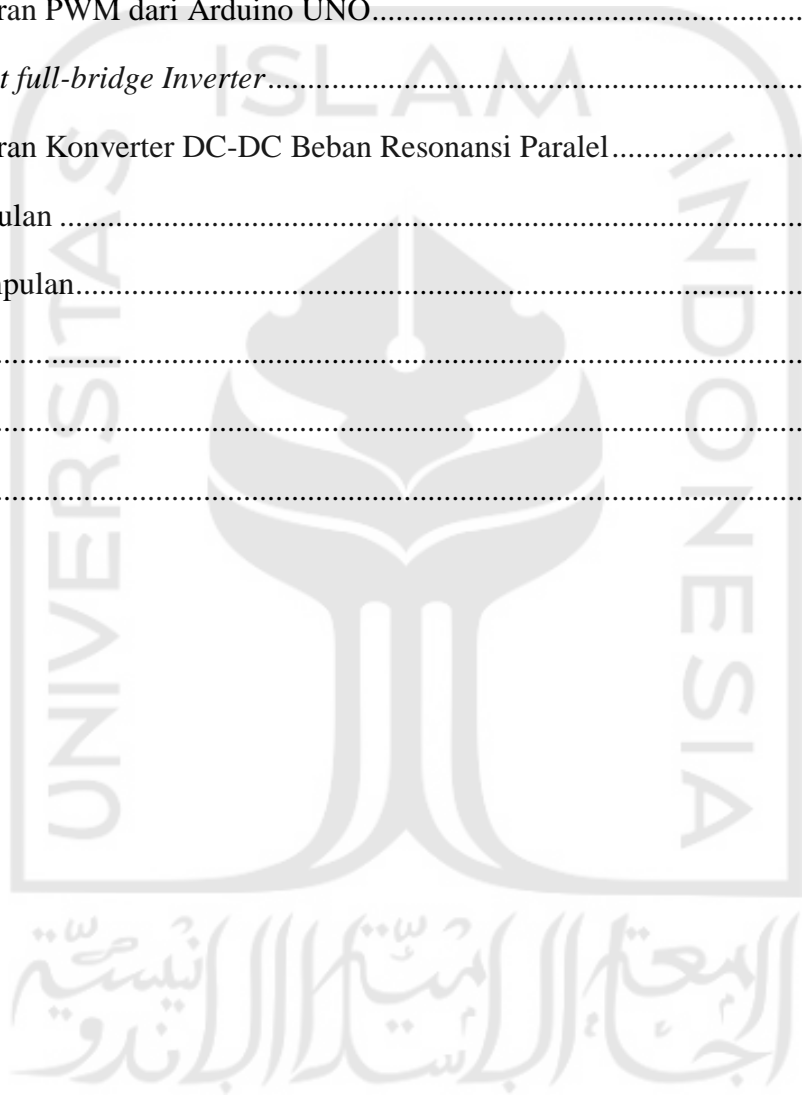 ran PWM dari Arduino UNO..........................................................
t full-bridge Inverter........................................................................
ran Konverter DC-DC Beban Resonansi Paralel.........................
ulan ................................................................................................
npulan..............................................................................................
........................................................................................................
........................................................................................................
........................................................................................................
ISLAM
UNIVERSITAS
INDONESIA